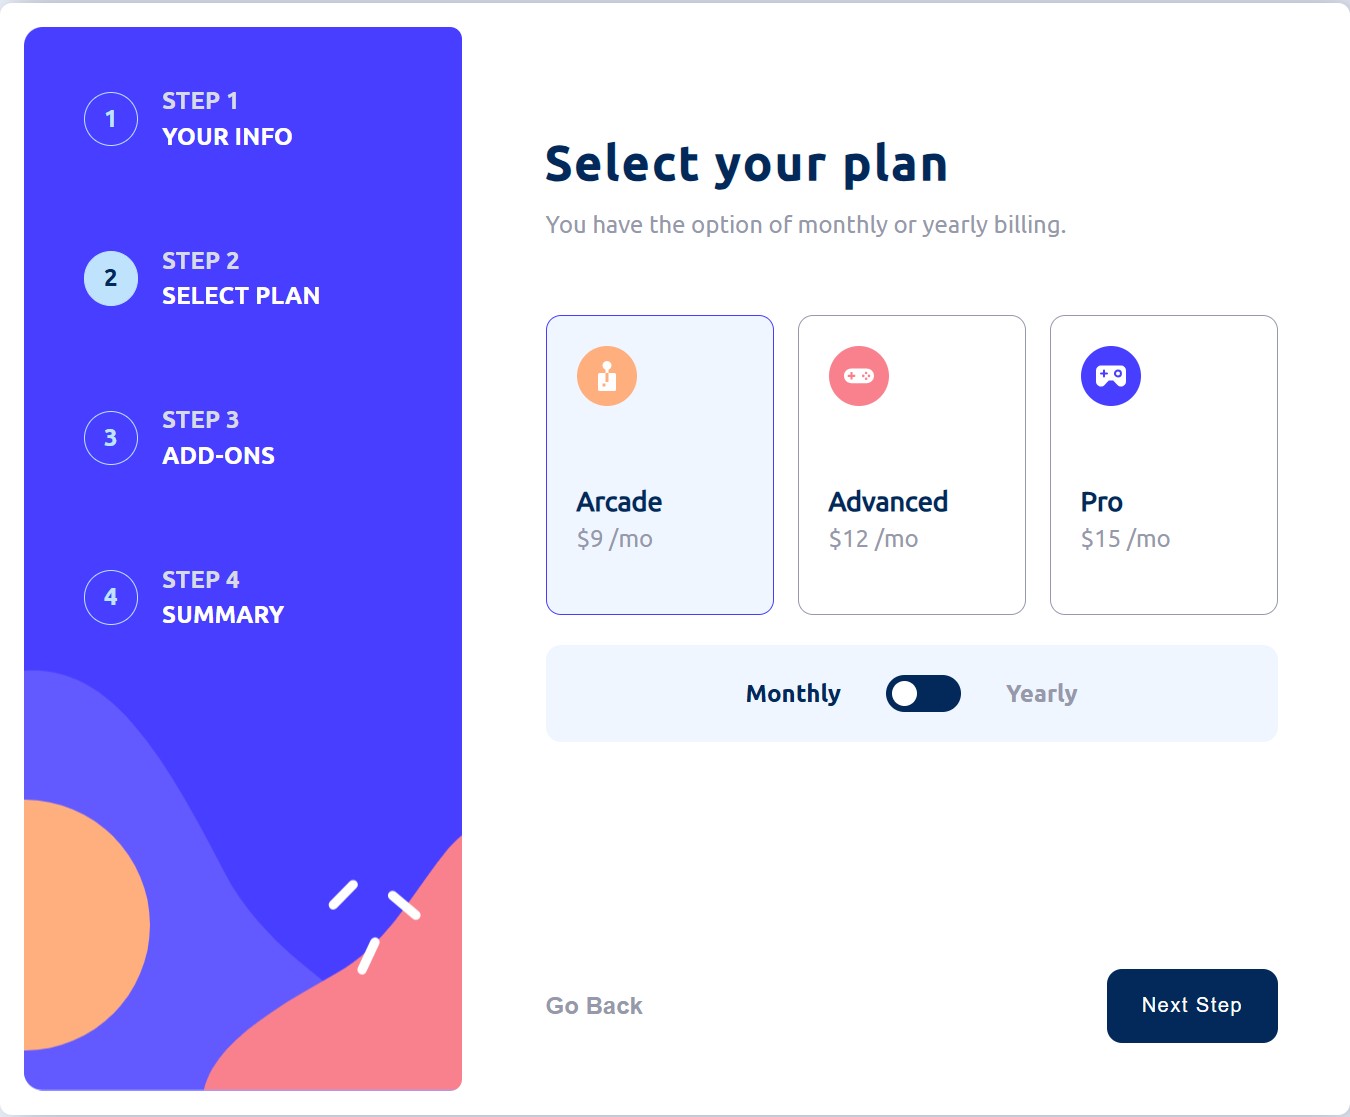 1
STEP 1
YOUR INFO
2
STEP 2
SELECT PLAN
3
STEP 3
ADD-ONS
4
STEP 4
SUMMARY
Select your plan
You have the option of monthly or yearly billing.
Arcade
$9 /mo
Advanced
$12 /mo
Pro
$15 /mo
Monthly
Yearly
Go Back
Next Step